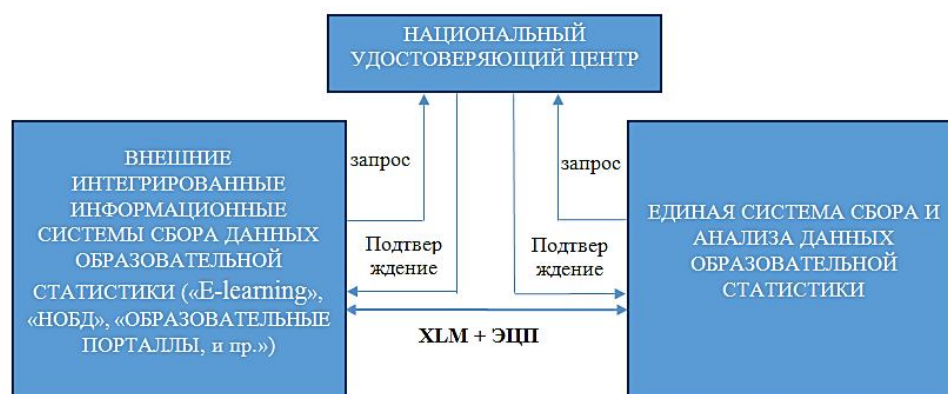 НАЦИОНАЛЬНЫЙ
УДОСТОВЕРЯЮЩИЙ ЦЕНТР
ВНЕШНИЕ
ИНТЕГРИРОВАННЫЕ
ИНФОРМАЦИОННЫЕ
СИСТЕМЫ СБОРА ДАННЫХ
ОБРАЗОВАТЕЛЬНОЙ
СТАТИСТИКИ («E-learning»,
«НОБД», «ОБРАЗОВАТЕЛЬНЫЕ
ПОРТАЛЛЫ, и пр.»)
запрос
Подтвер
ждение
запрос
Подтвер
ждение
XLM + ЭЦП
ЕДИНАЯ СИСТЕМА СБОРА И
АНАЛИЗА ДАННЫХ
ОБРАЗОВАТЕЛЬНОЙ
СТАТИСТИКИ